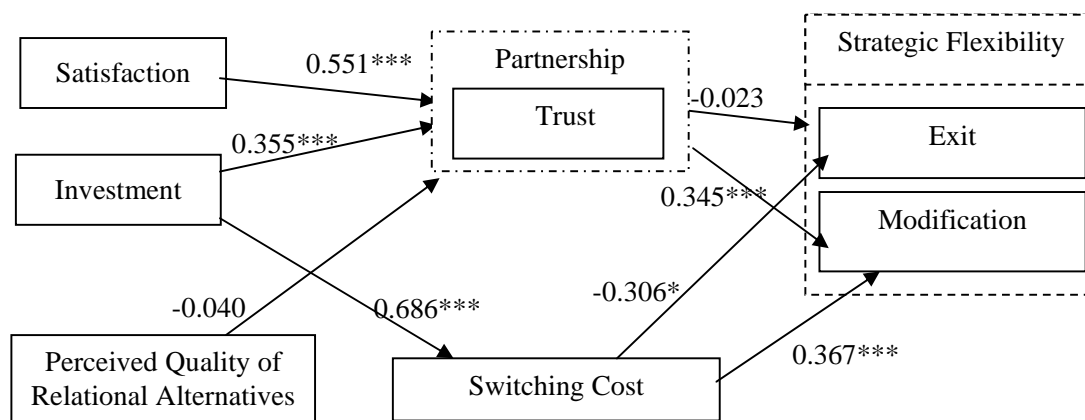 Satisfaction
0.551***
Partnership
Trust
Strategic Flexibility
-0.023
Exit
0.355***
Investment
0.345***
Modification
-0.040
0.686***
-0.306*
0.367***
Perceived Quality of
Relational Alternatives
Switching Cost